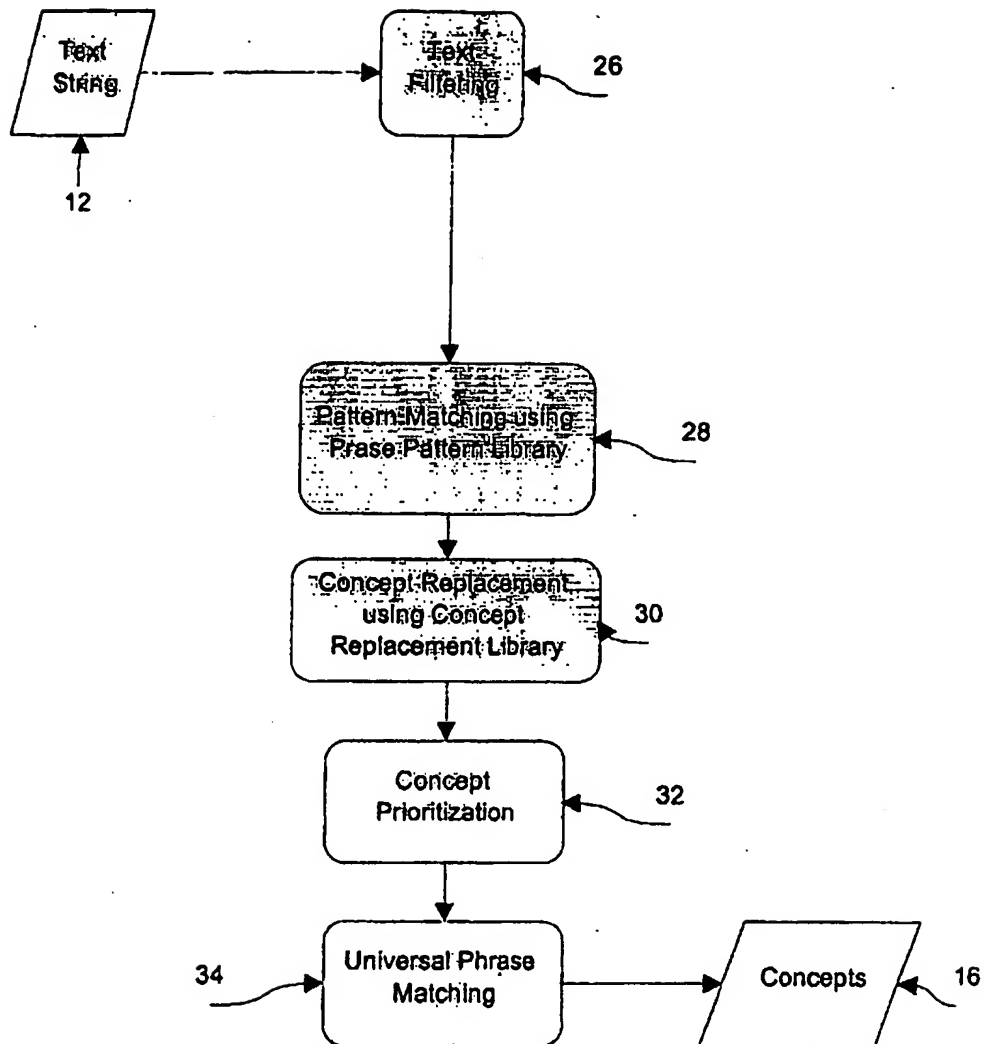 Text
String
12
Text
Filtering
26
Pattern Matching using
Prase Pattern Library
28
Concept Replacement
using Concept
Replacement Library
30
Concept
Prioritization
32
Universal Phrase
Matching
34
Concepts
16